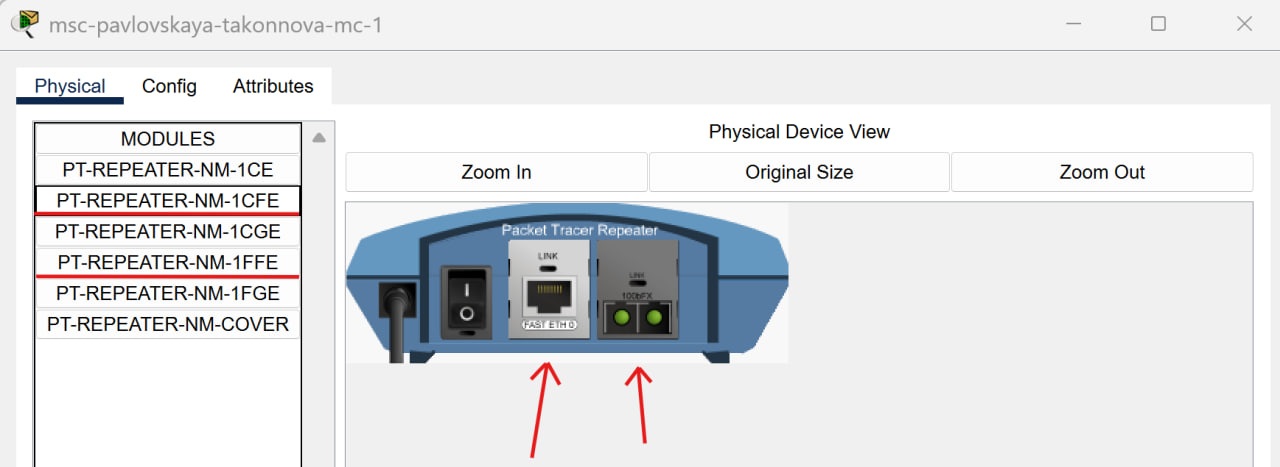 msc-pavlovskaya-takonnova-mc-1
Physical Config Attributes
MODULES
PT-REPEATER-NM-1CE
PT-REPEATER-NM-1CFE
PT-REPEATER-NM-1CGE
PT-REPEATER-NM-1FFE
PT-REPEATER-NM-1FGE
PT-REPEATER-NM-COVER
Physical Device View
Zoom In Original Size Zoom Out
Packet Tracer Repeater
LINK
FAST ETH 0
LINK
100bFX